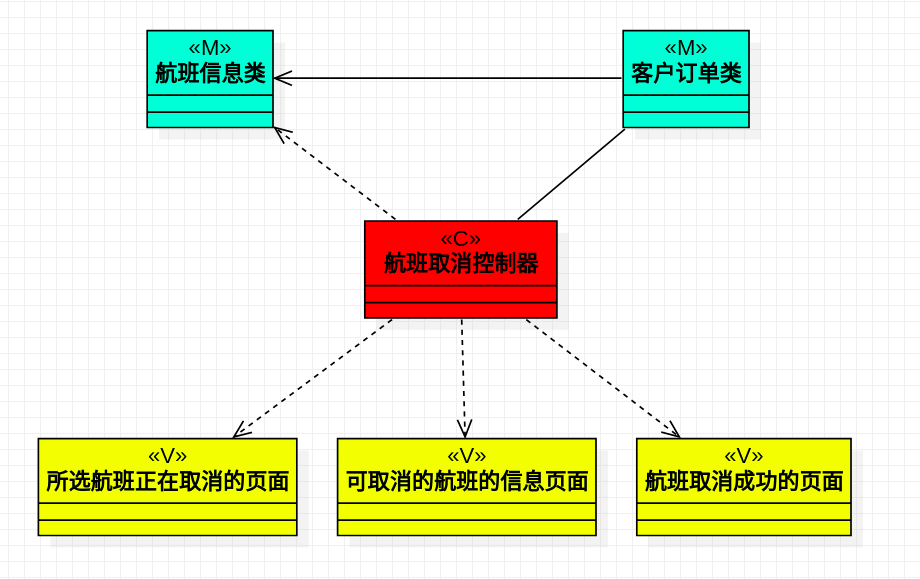 «M»
航班信息类
«M»
客户订单类
«C»
航班取消控制器
«V»
所选航班正在取消的页面
«V»
可取消的航班的信息页面
«V»
航班取消成功的页面